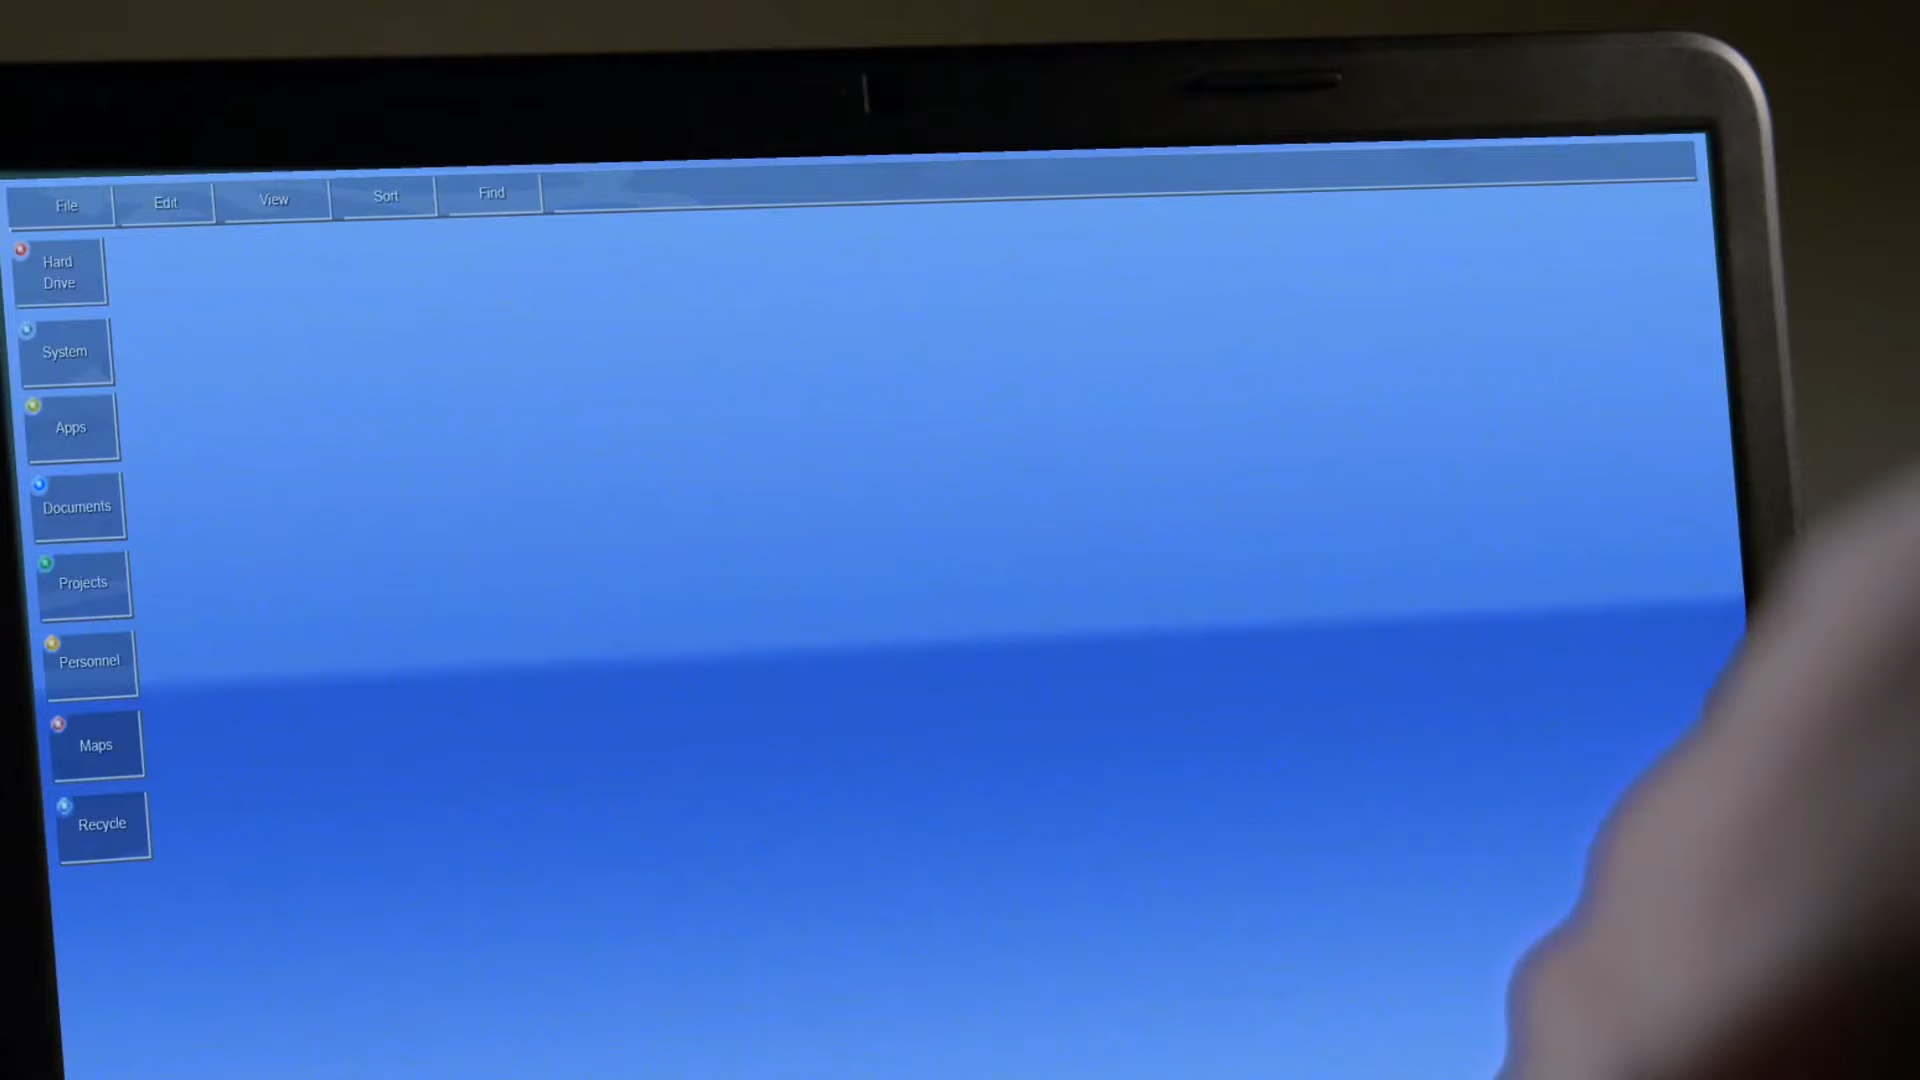 File Edit View Sort Find
Hard
Drive
System
Apps
Documents
Projects
Personnel
Maps
Recycle